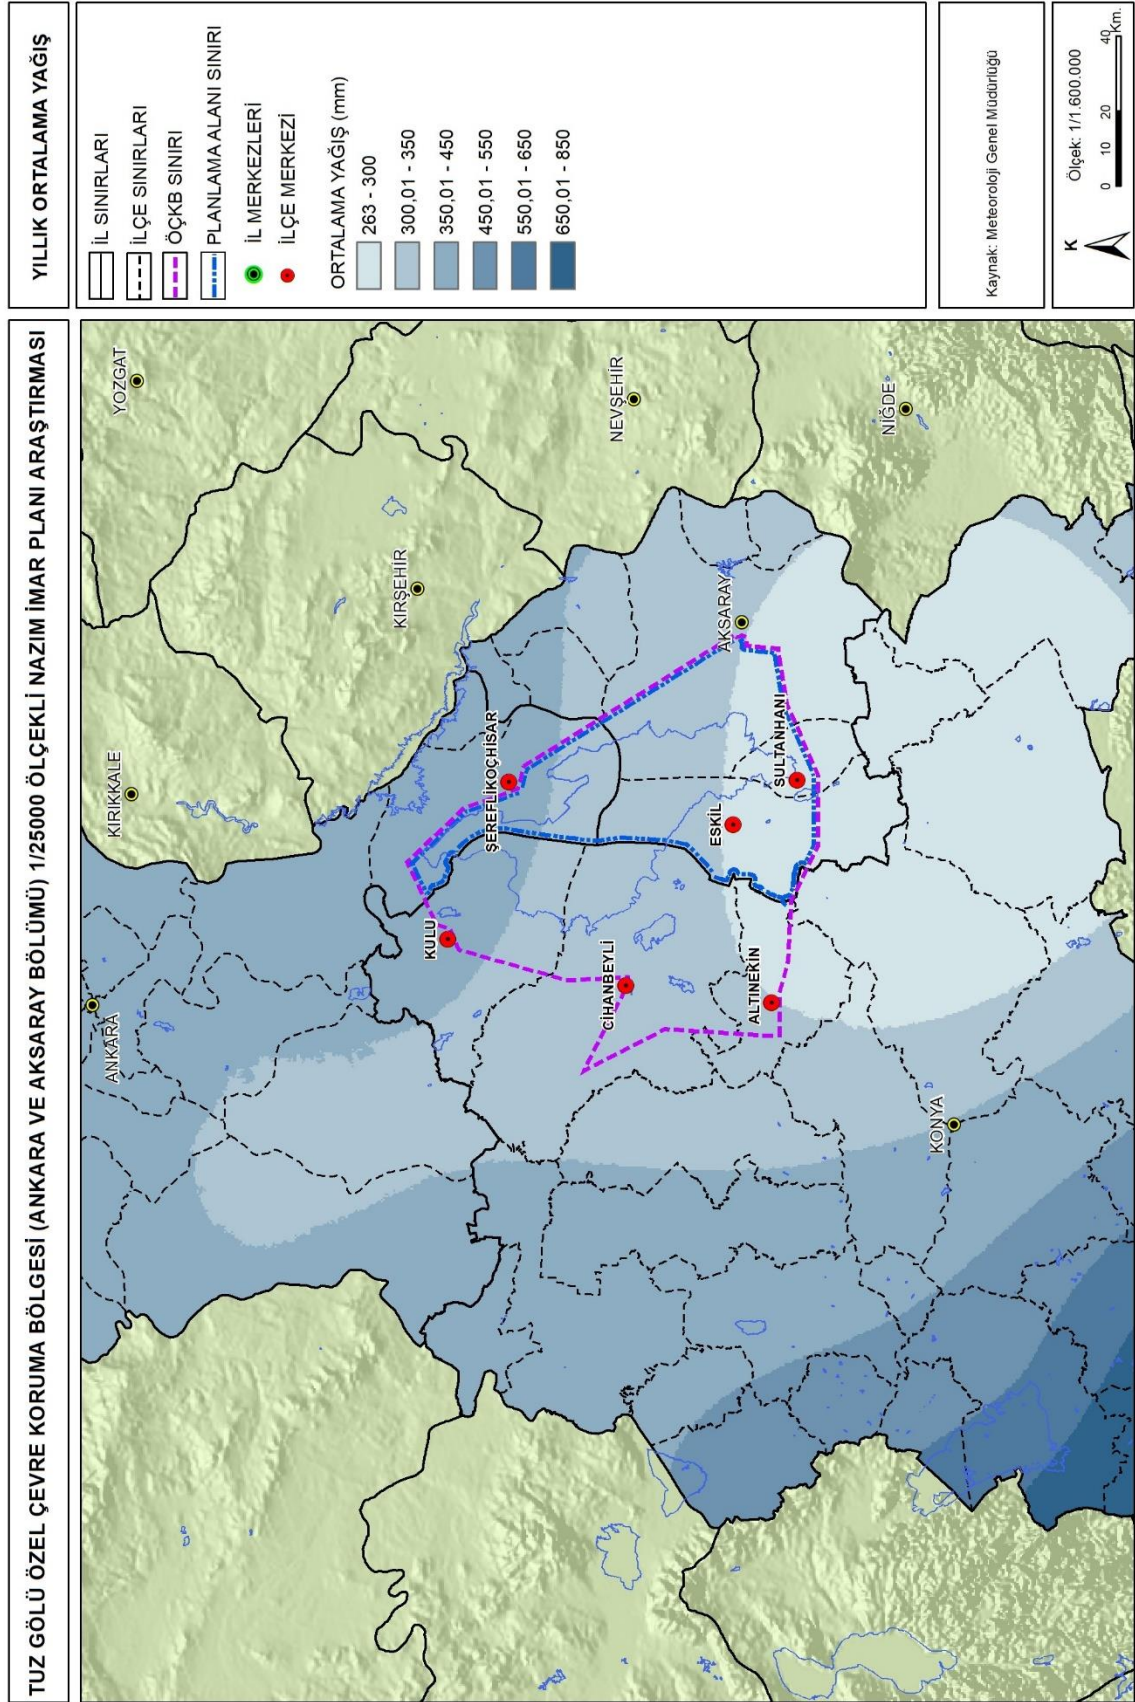 TUZ GÖLÜ ÖZEL ÇEVRE KORUMA BÖLGESİ (ANKARA VE AKSARAY BÖLÜMÜ) 1/25000 ÖLÇEKLİ NAZIM İMAR PLANI ARAŞTIRMASI
YILLIK ORTALAMA YAĞIŞ
İL SINIRLARI
İLÇE SINIRLARI
ÖÇKB SINIRI
PLANLAMA ALANI SINIRI
İL MERKEZLERİ
İLÇE MERKEZİ
ORTALAMA YAĞIŞ (mm)
263 - 300
300,01 - 350
350,01 - 450
450,01 - 550
550,01 - 650
650,01 - 850
Kaynak: Meteoroloji Genel Müdürlüğü
K
Ölçek: 1/1.600.000
0 10 20 40
Km.
ANKARA
KIRIKKALE
YOZGAT
KIRŞEHİR
KULU
ŞEREFLİKOÇHİSAR
CİHANBEYLİ
NEVŞEHİR
ESKİL
AKSARAY
ALTINEKİN
SULTANHANI
NİĞDE
KONYA